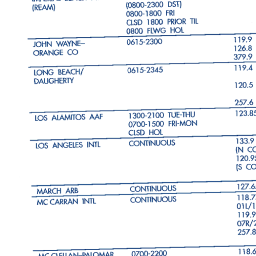 (REAM) (0800-2300 DST)
0800-1800 FRI
CLSD 1800 PRIOR TIL
0800 FLWG HOL
JOHN WAYNE– 0615-2300 119.9
ORANGE CO 126.8
379.9
LONG BEACH/ 0615-2345 119.4
DAUGHERTY
120.5
257.6
LOS ALAMITOS AAF 1300-2100 TUE-THU 123.85
0700-1500 FRI-MON
CLSD HOL
LOS ANGELES INTL CONTINUOUS 133.9
(N CO
120.95
(S CO
MARCH ARB CONTINUOUS 127.6
MC CARRAN INTL CONTINUOUS 118.7
01L/1
119.9
07R/2
257.8
MC CLELLAN-PALOMAR 0700-2200 118.6